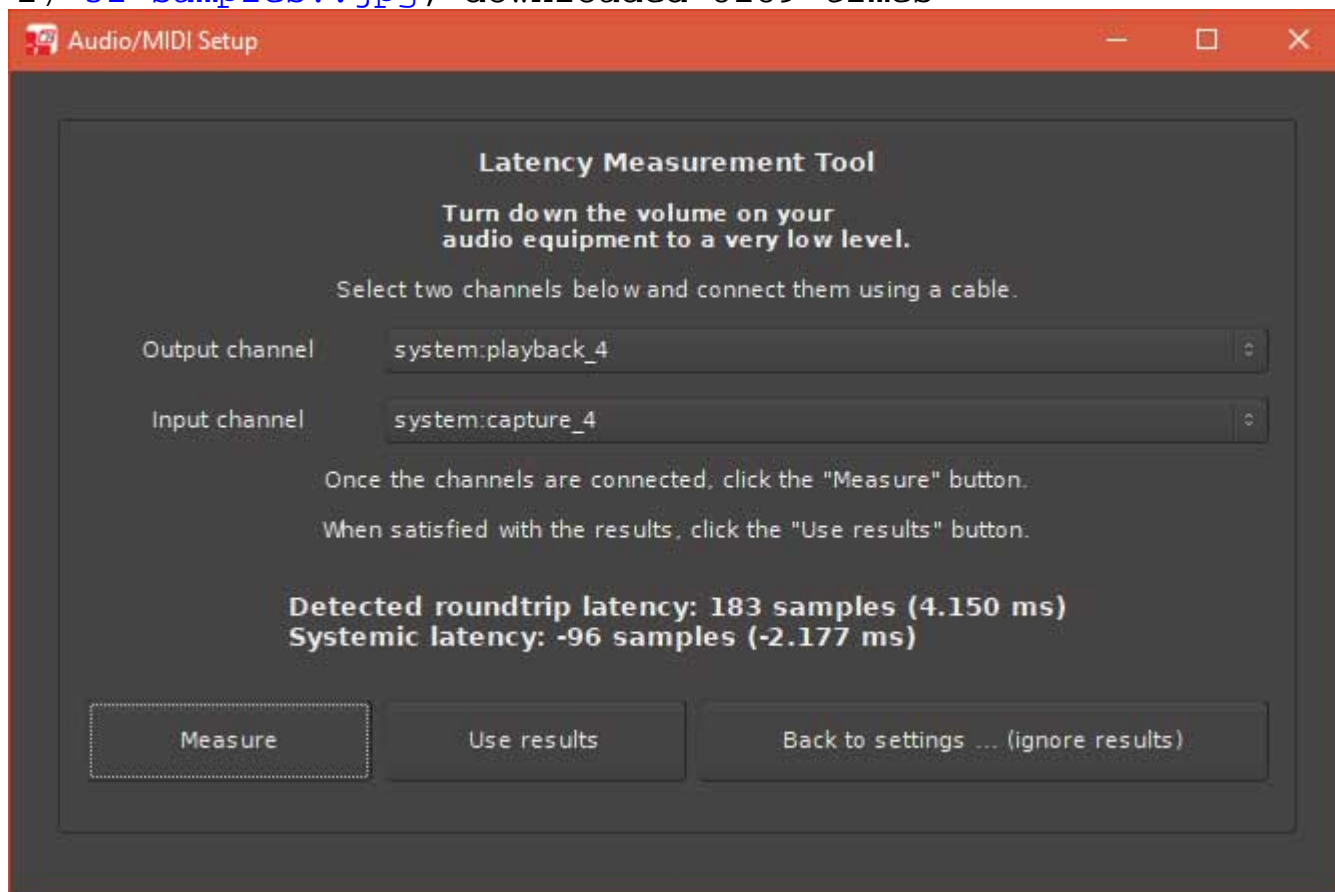 Audio/MIDI Setup
Latency Measurement Tool
Turn down the volume on your
audio equipment to a very low level.
Select two channels below and connect them using a cable.
Output channel system:playback_4
Input channel system:capture_4
Once the channels are connected, click the "Measure" button.
When satisfied with the results, click the "Use results" button.
Detected roundtrip latency: 183 samples (4.150 ms)
Systemic latency: -96 samples (-2.177 ms)
Measure Use results Back to settings ... (ignore results)